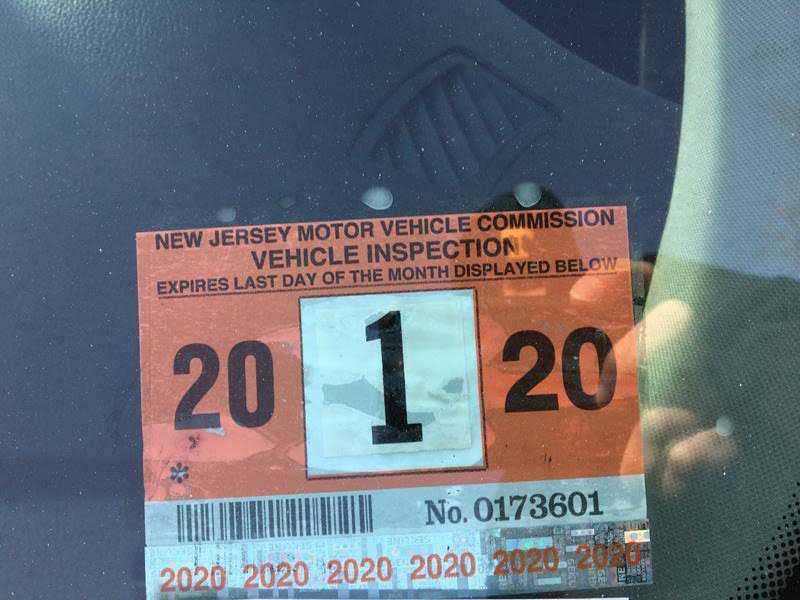 NEW JERSEY MOTOR VEHICLE COMMISSION
VEHICLE INSPECTION
EXPIRES LAST DAY OF THE MONTH DISPLAYED BELOW
20 1 20
*
No. 0173601
2020 2020 2020 2020 2020 2020